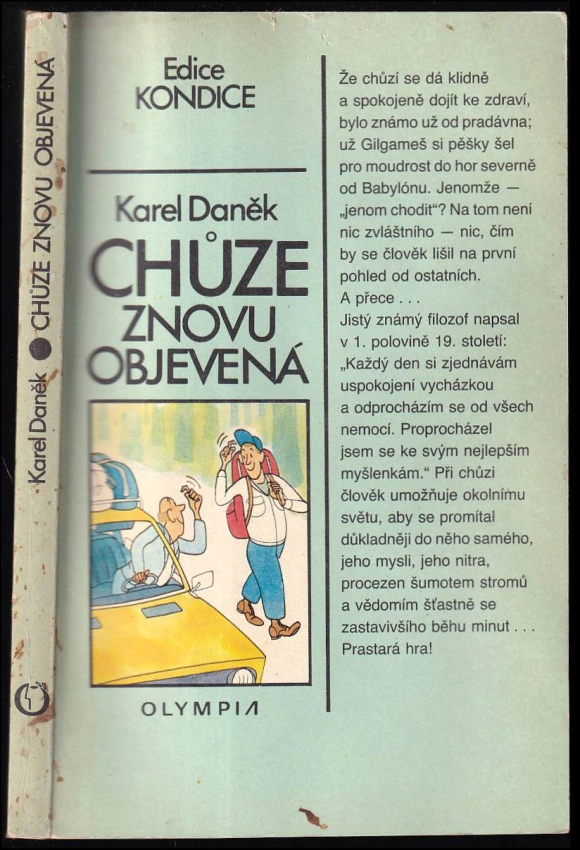 Karel Daněk ● CHŮZE ZNOVU OBJEVENÁ
Edice
KONDICE
Karel Daněk
CHŮZE
ZNOVU
OBJEVENÁ
OLYMPIA
Že chůzí se dá klidně
a spokojeně dojít ke zdraví,
bylo známo už od pradávna;
už Gilgameš si pěšky šel
pro moudrost do hor severně
od Babylónu. Jenomže —
„jenom chodit“? Na tom není
nic zvláštního — nic, čím
by se člověk lišil na první
pohled od ostatních.
A přece . . .
Jistý známý filozof napsal
v 1. polovině 19. století:
„Každý den si zjednávám
uspokojení vycházkou
a odprocházím se od všech
nemocí. Proprocházel
jsem se ke svým nejlepším
myšlenkám.“ Při chůzi
člověk umožňuje okolnímu
světu, aby se promítal
důkladněji do něho samého,
jeho mysli, jeho nitra,
procezen šumotem stromů
a vědomím šťastně se
zastavivšího běhu minut . . .
Prastará hra!